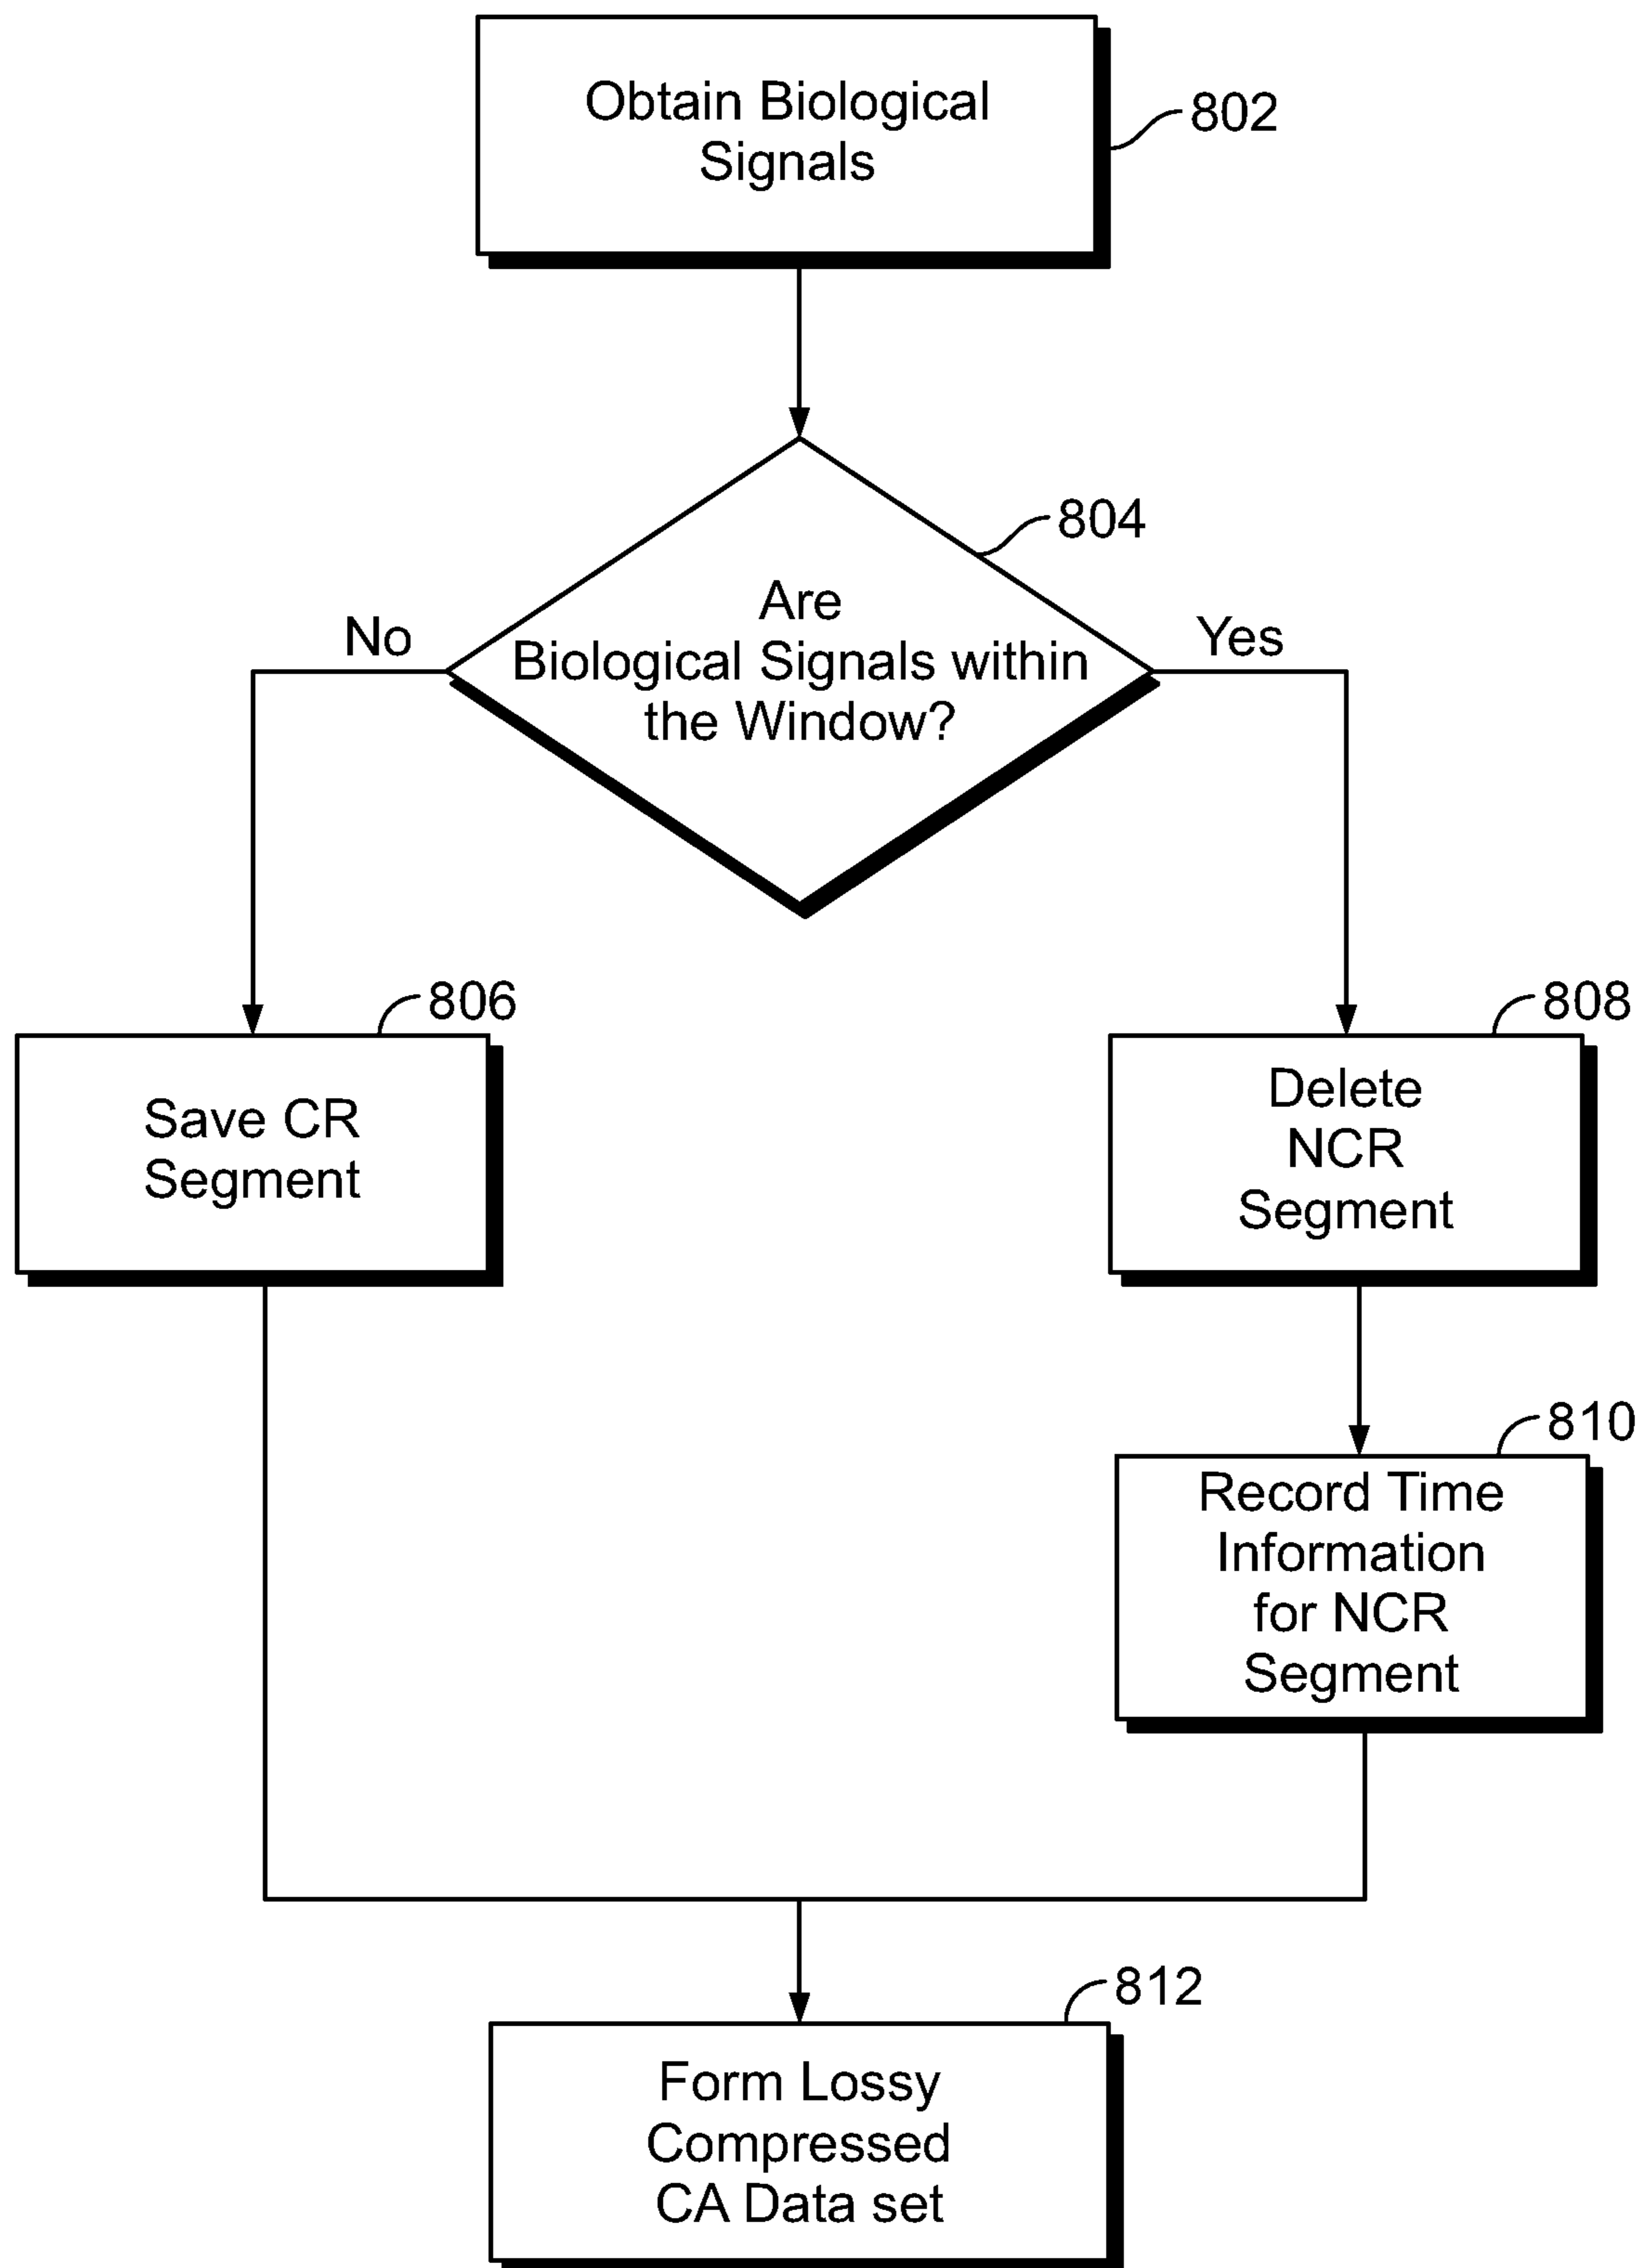 Obtain Biological
Signals
802
804
Are
Biological Signals within
the Window?
No
Yes
806
Save CR
Segment
808
Delete
NCR
Segment
810
Record Time
Information
for NCR
Segment
812
Form Lossy
Compressed
CA Data set